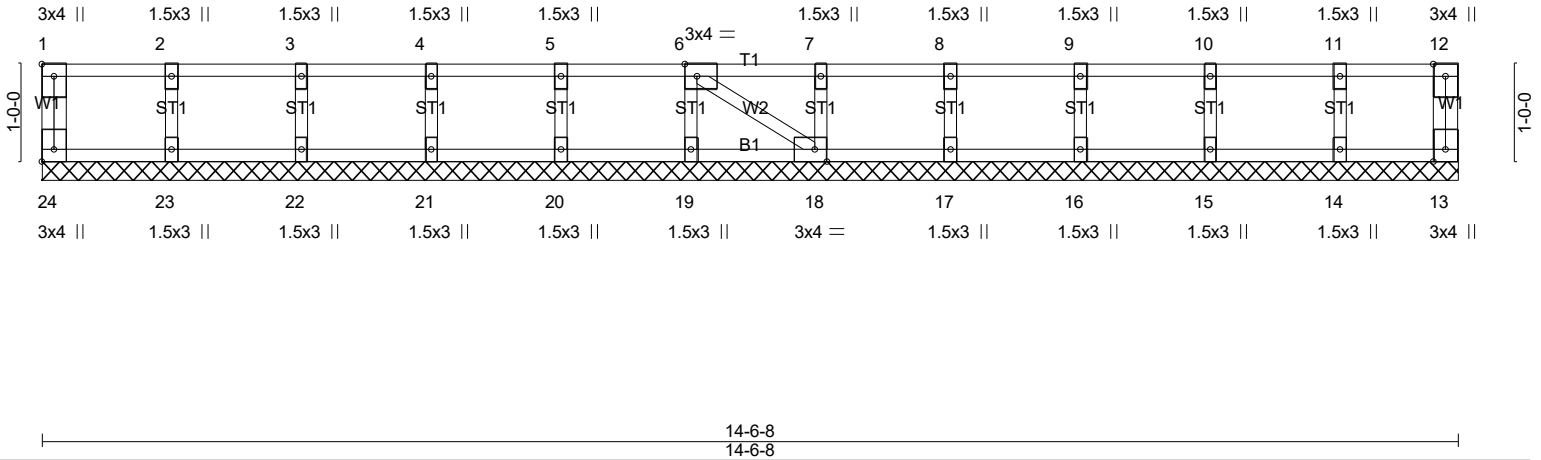 3x4 || 1.5x3 || 1.5x3 || 1.5x3 || 1.5x3 || 1.5x3 || 1.5x3 || 1.5x3 || 1.5x3 || 1.5x3 || 3x4 ||
3x4 =
1 2 3 4 5 6 7 8 9 10 11 12
T1
1-0-0 W1 ST1 ST1 ST1 ST1 ST1 W2 ST1 ST1 ST1 ST1 ST1 W1 1-0-0
B1
24 23 22 21 20 19 18 17 16 15 14 13
3x4 || 1.5x3 || 1.5x3 || 1.5x3 || 1.5x3 || 1.5x3 || 3x4 = 1.5x3 || 1.5x3 || 1.5x3 || 1.5x3 || 3x4 ||
14-6-8
14-6-8